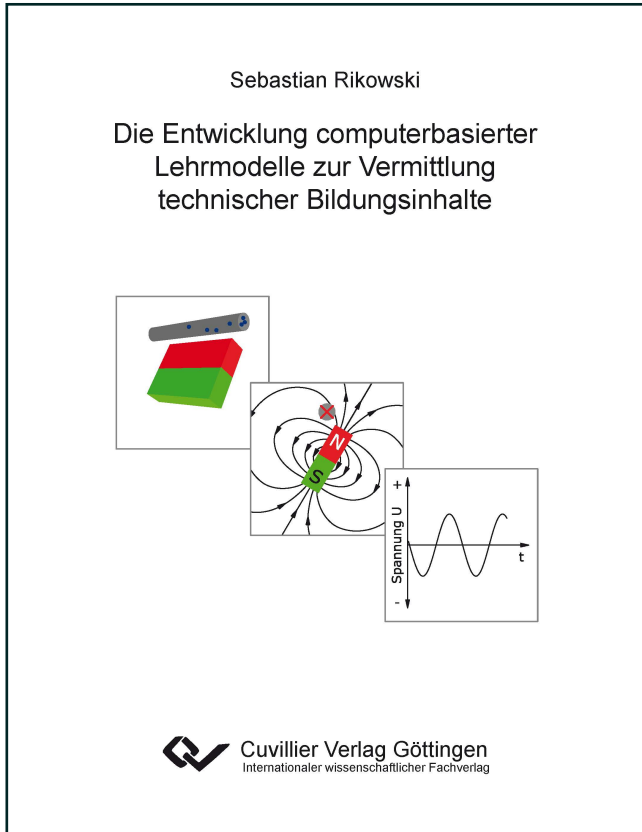 Sebastian Rikowski
Die Entwicklung computerbasierter
Lehrmodelle zur Vermittlung
technischer Bildungsinhalte
N
S
+
Spannung U
t
-
Cuvillier Verlag Göttingen
Internationaler wissenschaftlicher Fachverlag